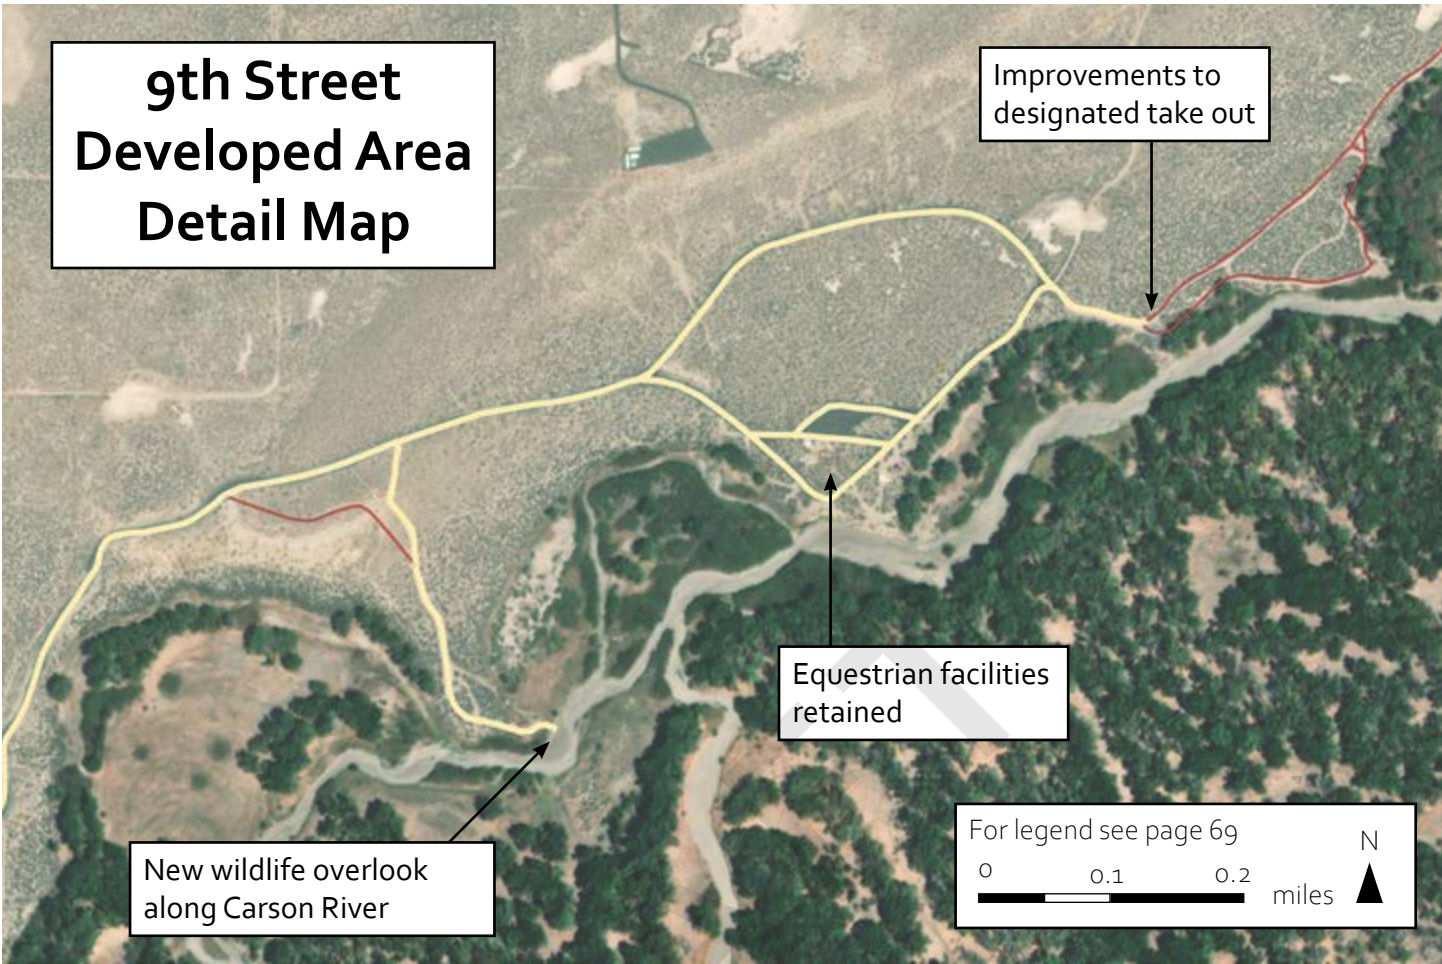 9th Street
Developed Area
Detail Map
Improvements to
designated take out
Equestrian facilities
retained
New wildlife overlook
along Carson River
For legend see page 69
N
0 0.1 0.2
miles